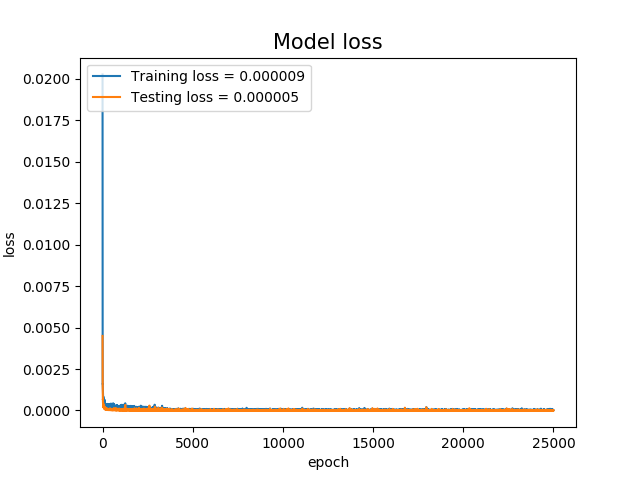 Model loss
Training loss = 0.000009
Testing loss = 0.000005
0.0200
0.0175
0.0150
0.0125
0.0100
0.0075
0.0050
0.0025
0.0000
loss
0 5000 10000 15000 20000 25000
epoch